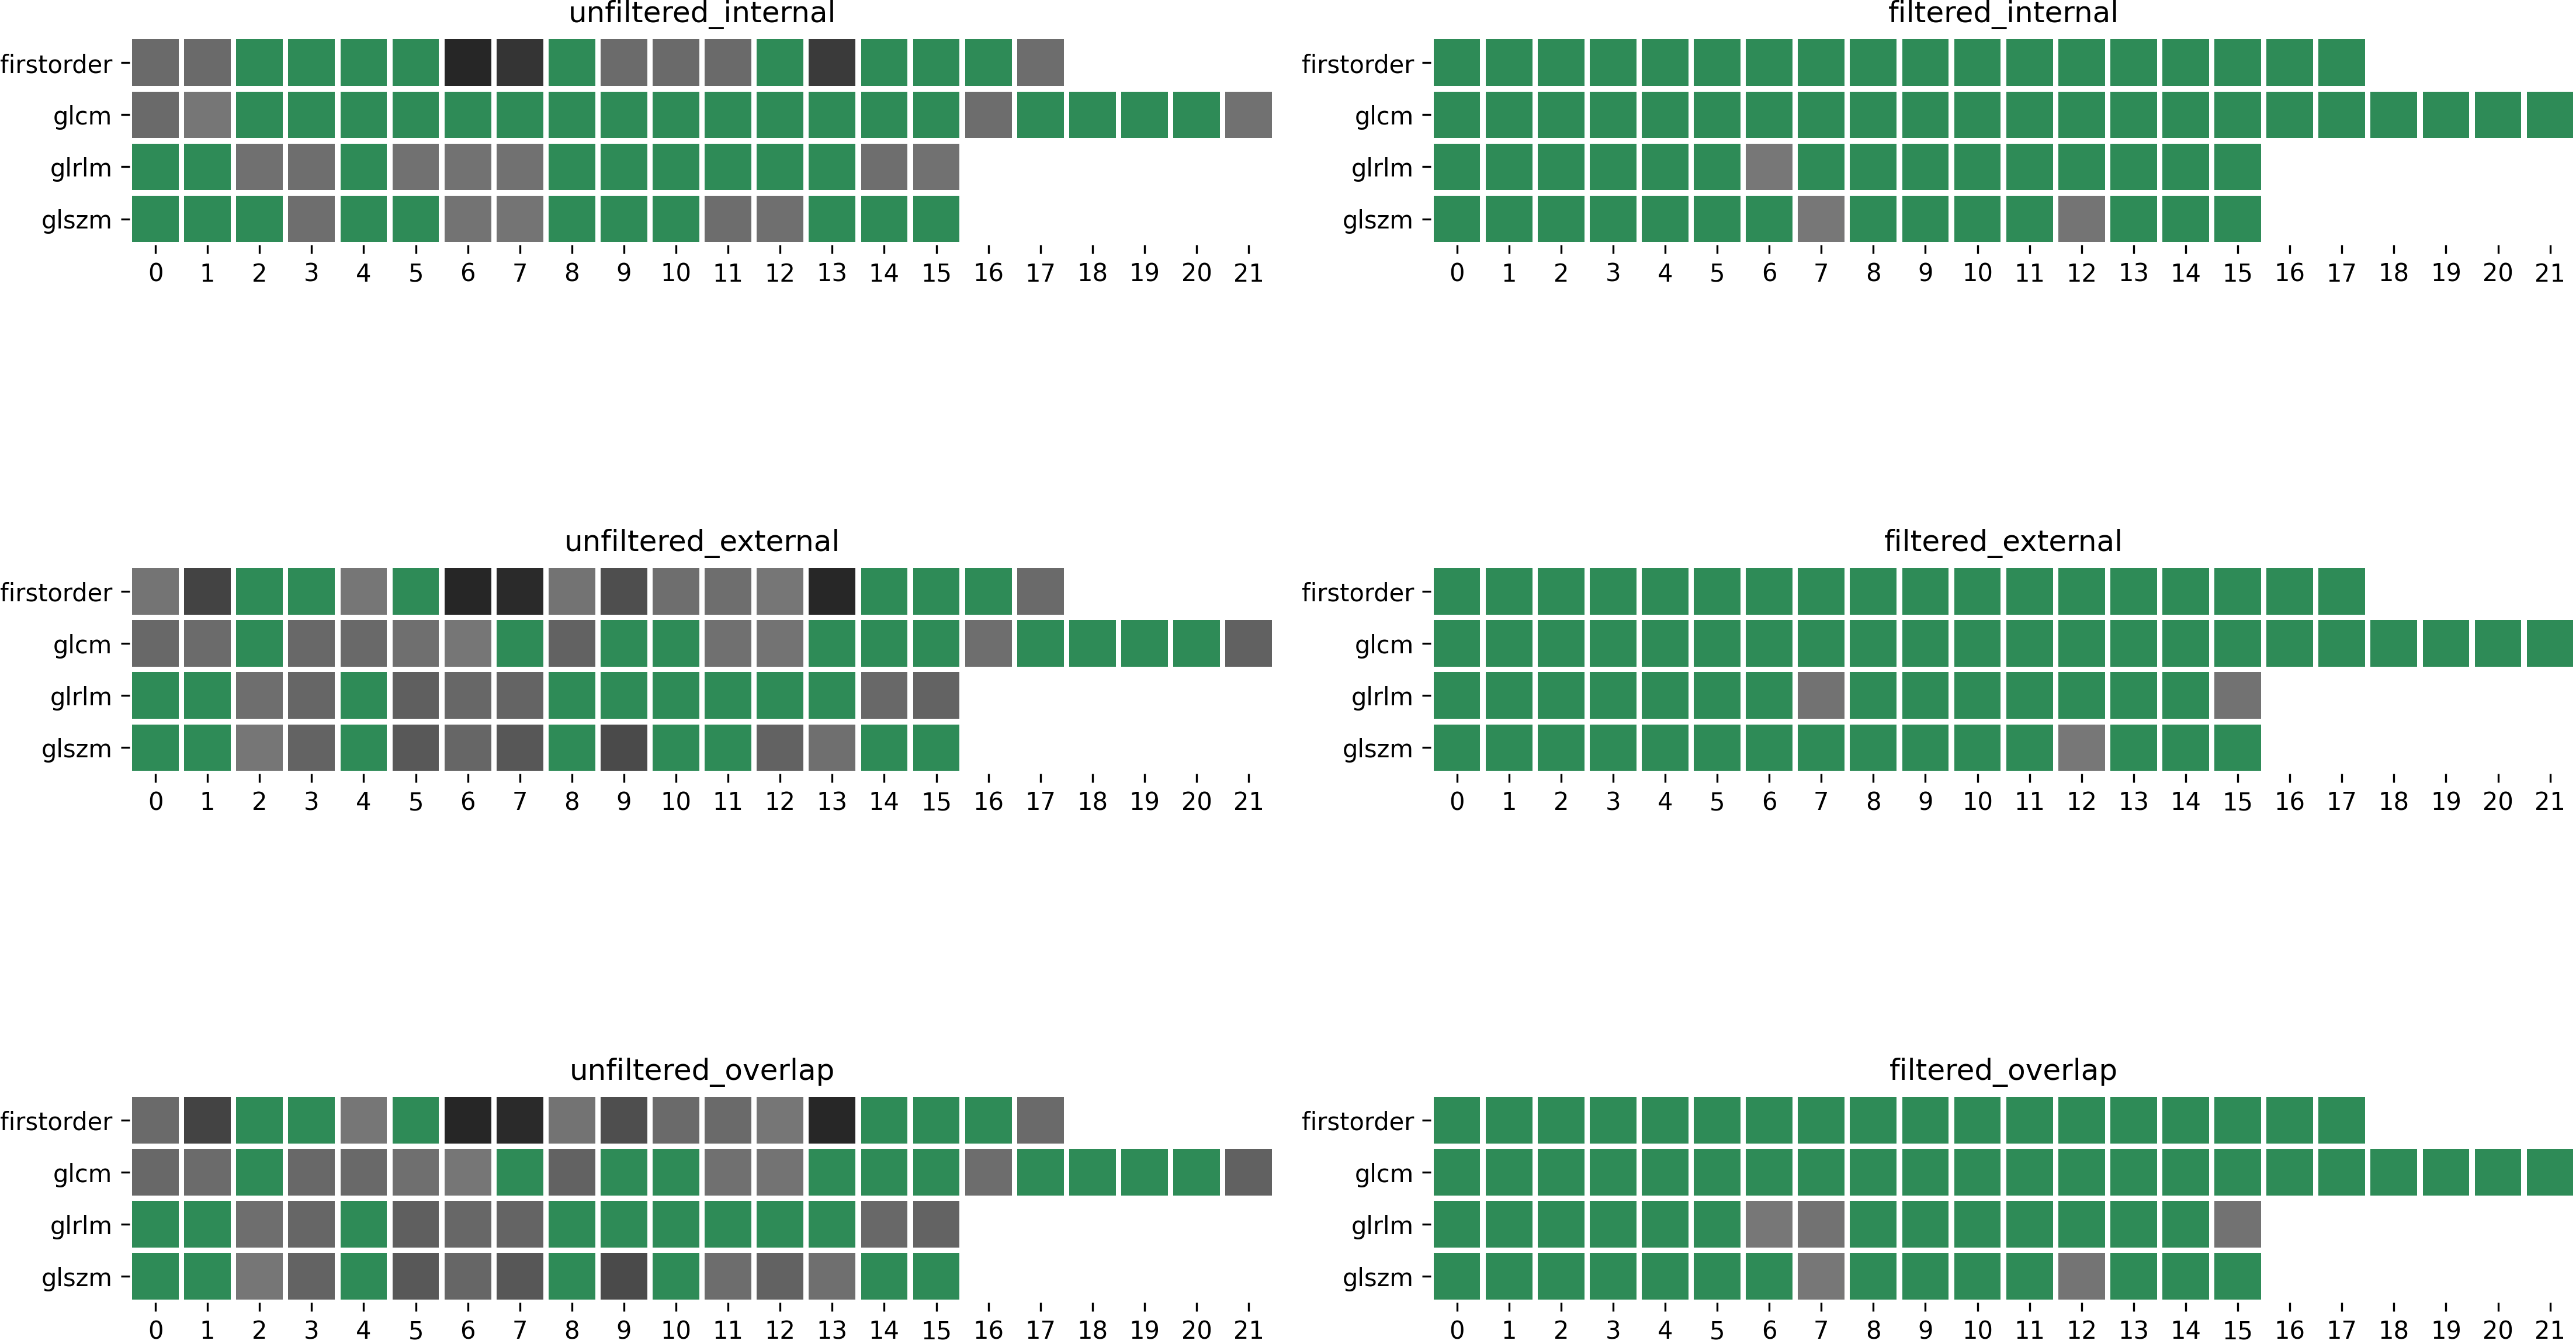 unfiltered_internal
firstorder
glcm
glrlm
glszm
0 1 2 3 4 5 6 7 8 9 10 11 12 13 14 15 16 17 18 19 20 21
filtered_internal
firstorder
glcm
glrlm
glszm
0 1 2 3 4 5 6 7 8 9 10 11 12 13 14 15 16 17 18 19 20 21
unfiltered_external
firstorder
glcm
glrlm
glszm
0 1 2 3 4 5 6 7 8 9 10 11 12 13 14 15 16 17 18 19 20 21
filtered_external
firstorder
glcm
glrlm
glszm
0 1 2 3 4 5 6 7 8 9 10 11 12 13 14 15 16 17 18 19 20 21
unfiltered_overlap
firstorder
glcm
glrlm
glszm
0 1 2 3 4 5 6 7 8 9 10 11 12 13 14 15 16 17 18 19 20 21
filtered_overlap
firstorder
glcm
glrlm
glszm
0 1 2 3 4 5 6 7 8 9 10 11 12 13 14 15 16 17 18 19 20 21